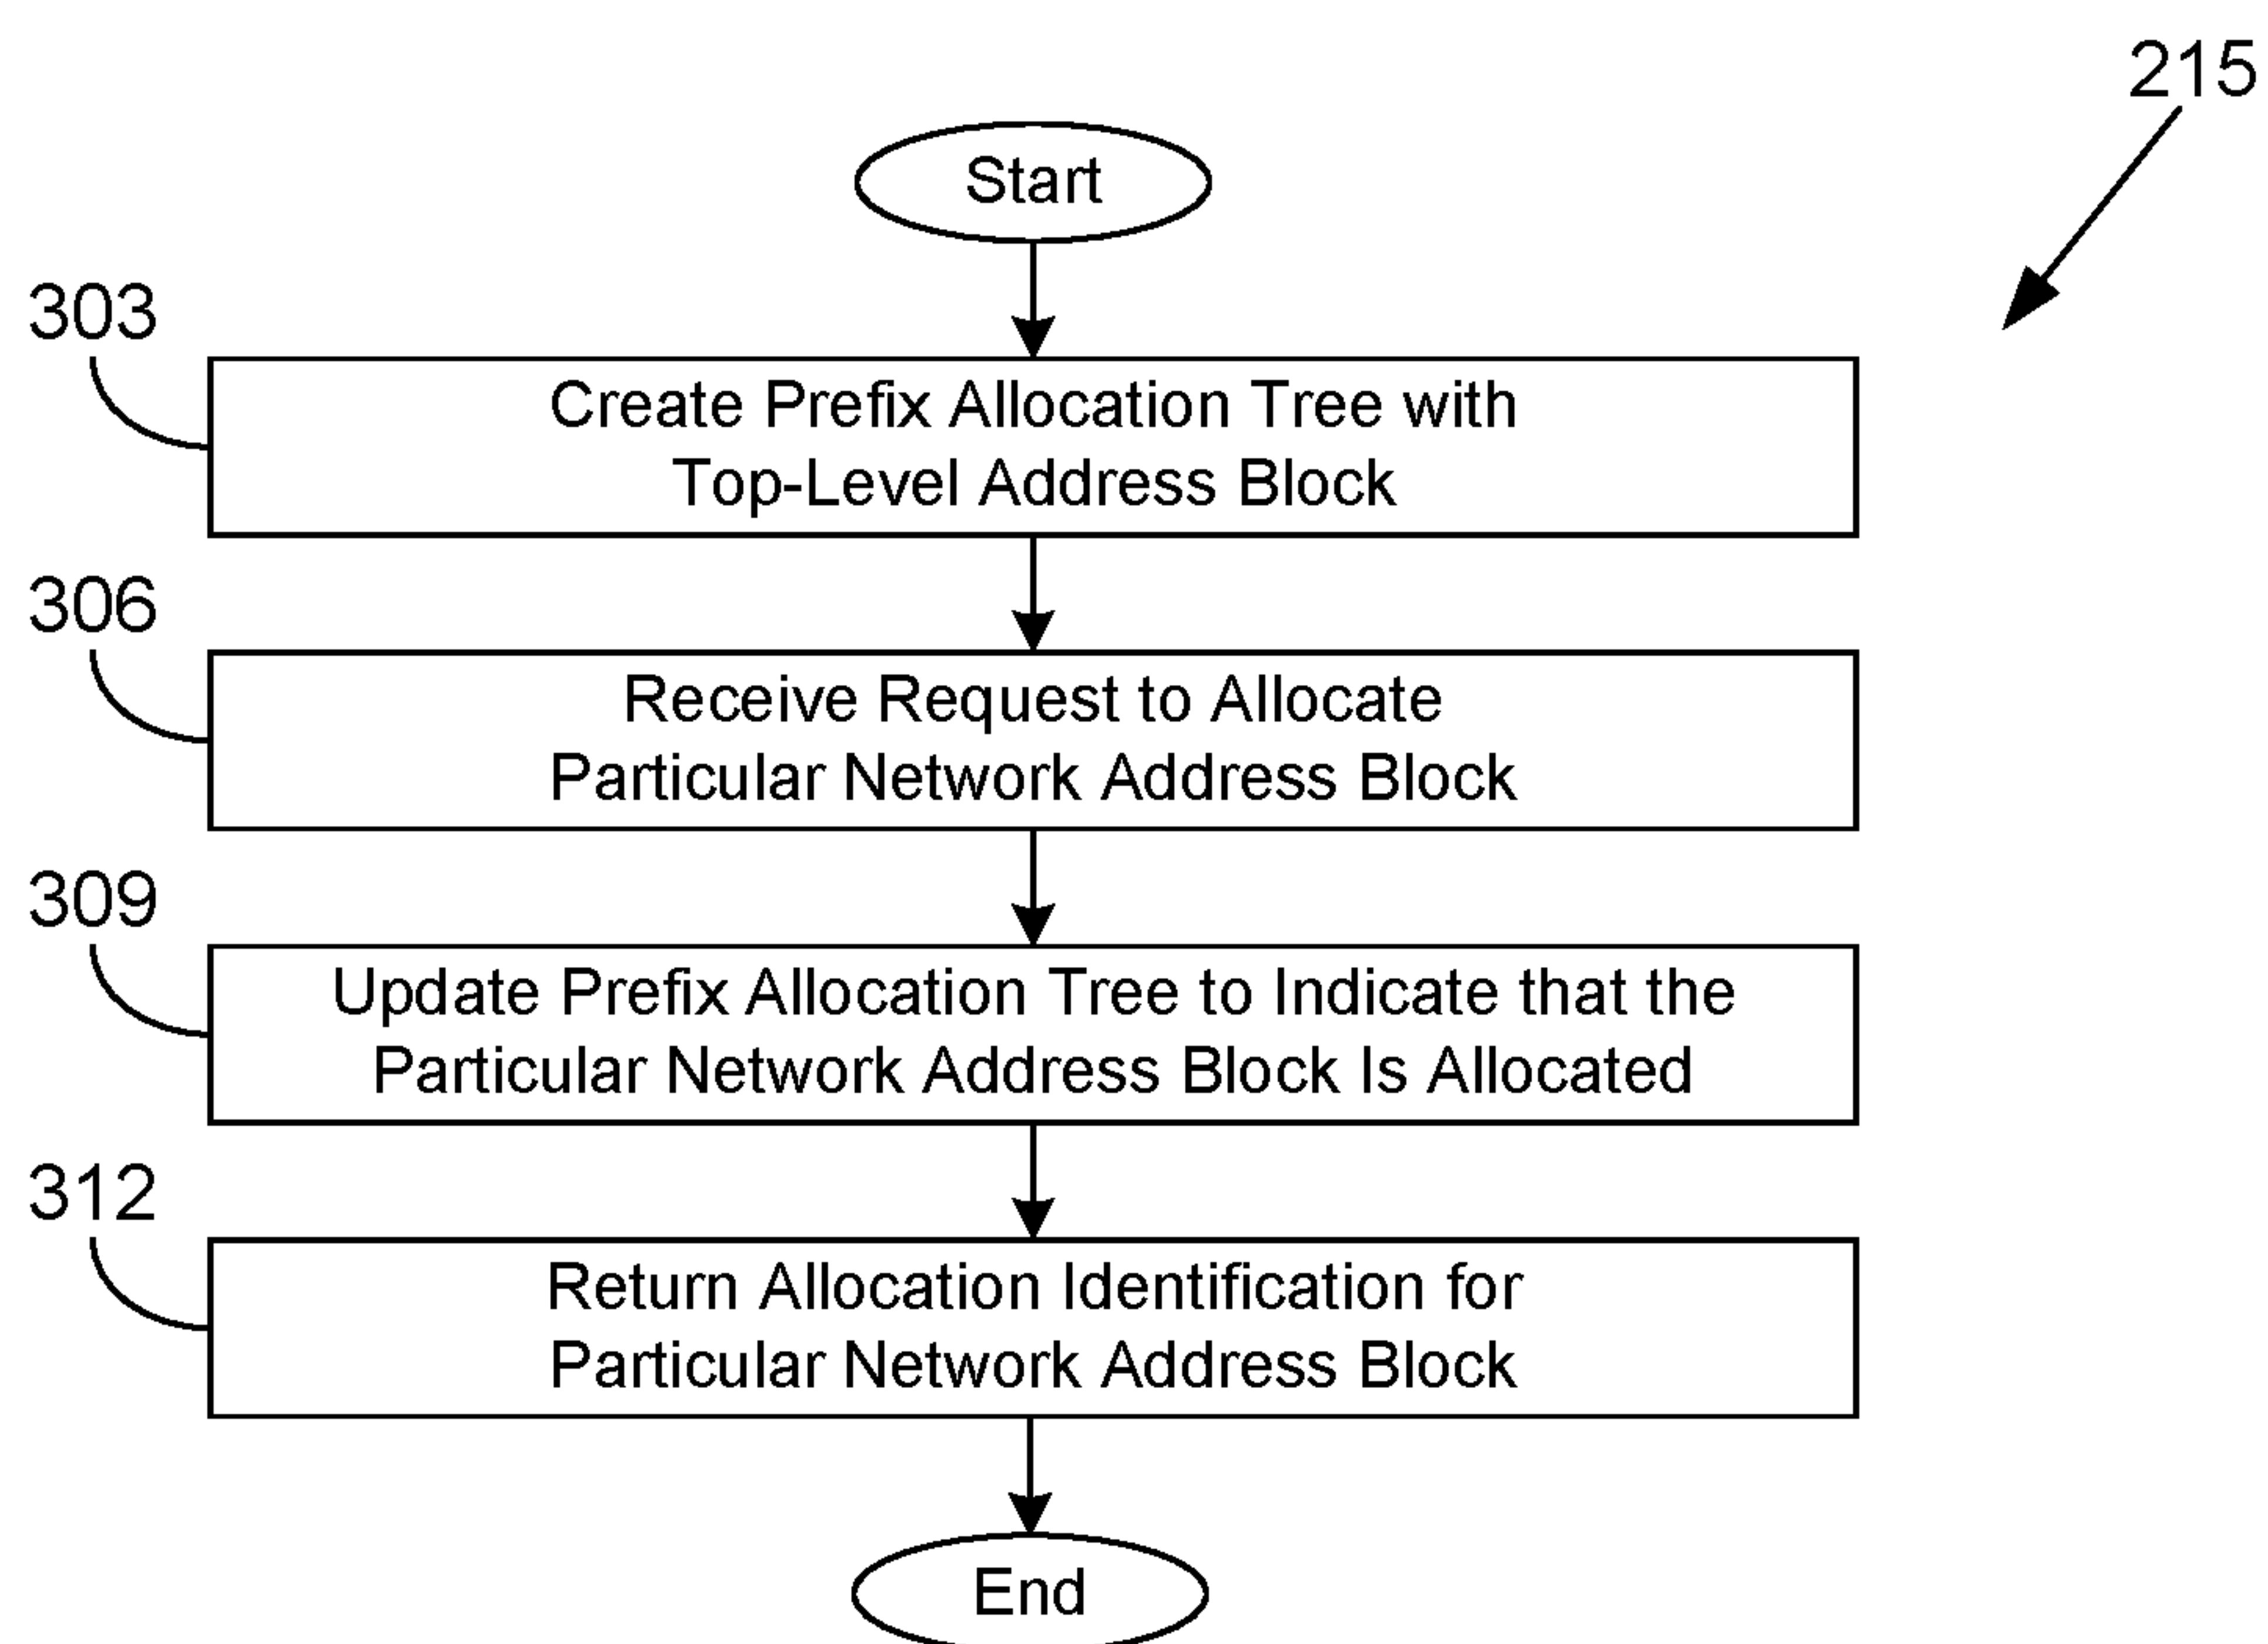 215
Start
303
Create Prefix Allocation Tree with
Top-Level Address Block
306
Receive Request to Allocate
Particular Network Address Block
309
Update Prefix Allocation Tree to Indicate that the
Particular Network Address Block Is Allocated
312
Return Allocation Identification for
Particular Network Address Block
End